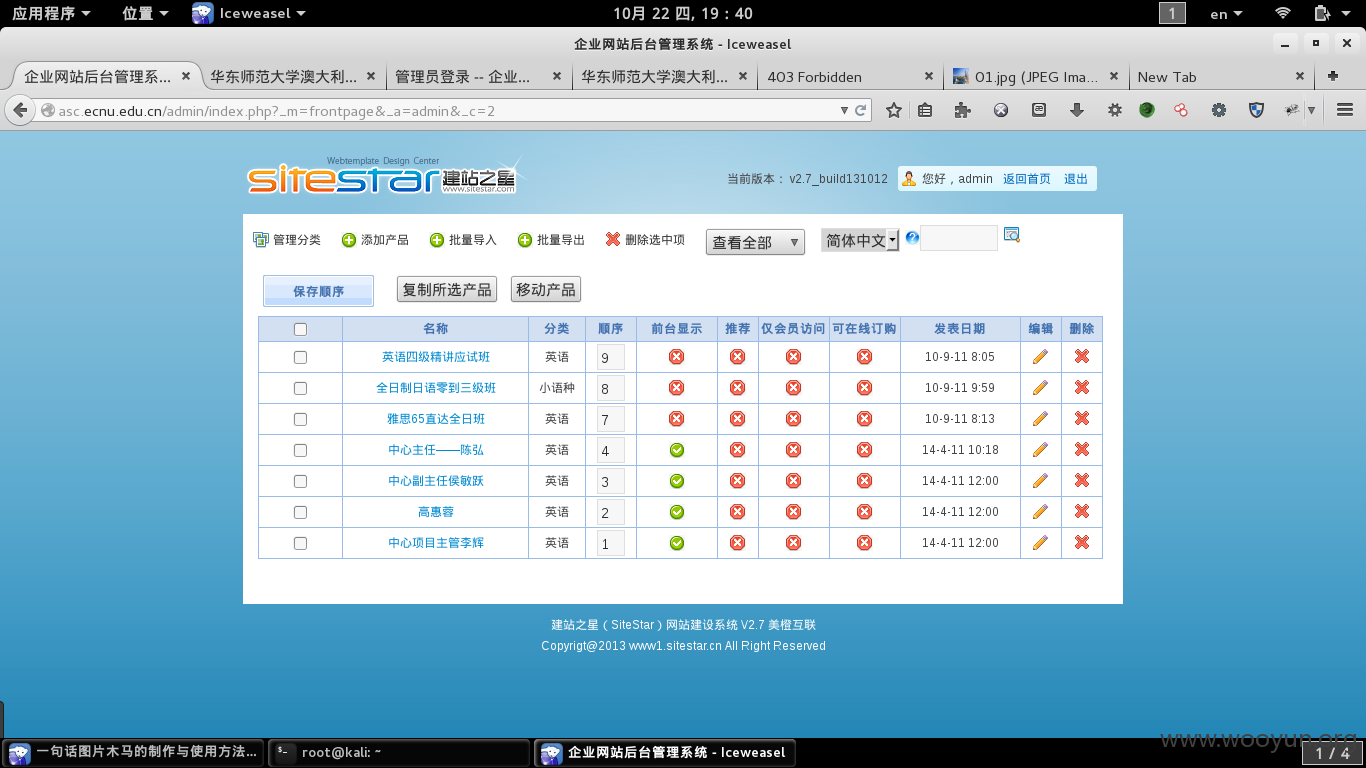 应用程序 位置 Iceweasel 10月 22 四, 19 : 40 1 en
企业网站后台管理系统 - Iceweasel
企业网站后台管理系... 华东师范大学澳大利... 管理员登录 -- 企业... 华东师范大学澳大利... 403 Forbidden 01.jpg (JPEG Ima... New Tab
asc.ecnu.edu.cn/admin/index.php?_m=frontpage&_a=admin&_c=2
Webtemplate Design Center
sitestar 建站之星
www.sitestar.com
当前版本： v2.7_build131012 您好，admin 返回首页 退出
管理分类 添加产品 批量导入 批量导出 删除选中项 查看全部 简体中文
保存顺序 复制所选产品 移动产品
名称 分类 顺序 前台显示 推荐 仅会员访问 可在线订购 发表日期 编辑 删除
英语四级精讲应试班 英语 9 10-9-11 8:05
全日制日语零到三级班 小语种 8 10-9-11 9:59
雅思65直达全日班 英语 7 10-9-11 8:13
中心主任——陈弘 英语 4 14-4-11 10:18
中心副主任侯敏跃 英语 3 14-4-11 12:00
高惠蓉 英语 2 14-4-11 12:00
中心项目主管李辉 英语 1 14-4-11 12:00
建站之星（SiteStar）网站建设系统 V2.7 美橙互联
Copyrigt@2013 www1.sitestar.cn All Right Reserved
www.wooyun.org
一句话图片木马的制作与使用方法... root@kali: ~ 企业网站后台管理系统 - Iceweasel 1 / 4